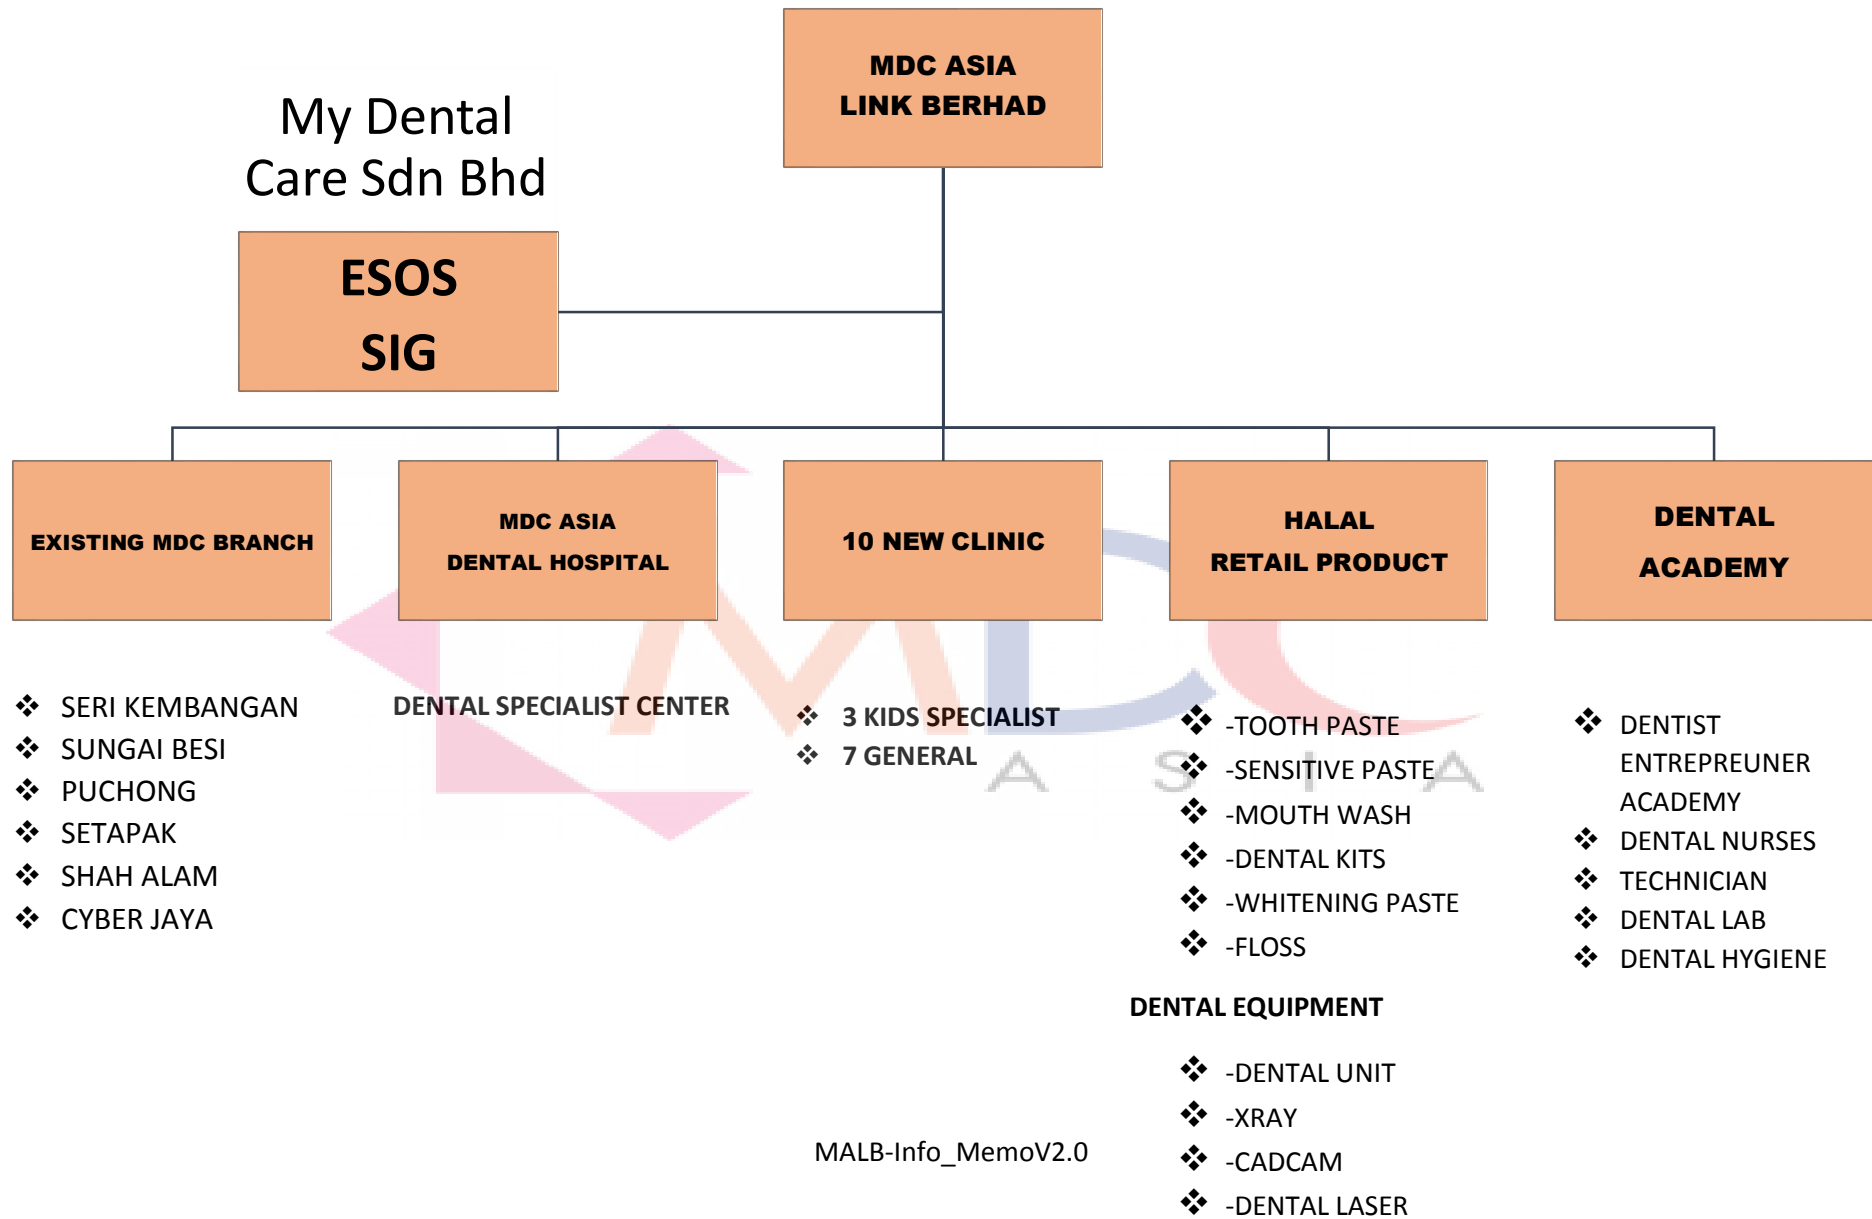 MDC ASIA
LINK BERHAD
My Dental
Care Sdn Bhd
ESOS
SIG
EXISTING MDC BRANCH
MDC ASIA
DENTAL HOSPITAL
10 NEW CLINIC
HALAL
RETAIL PRODUCT
DENTAL
ACADEMY
❖ SERI KEMBANGAN
❖ SUNGAI BESI
❖ PUCHONG
❖ SETAPAK
❖ SHAH ALAM
❖ CYBER JAYA
DENTAL SPECIALIST CENTER
❖ 3 KIDS SPECIALIST
❖ 7 GENERAL
❖ -TOOTH PASTE
❖ -SENSITIVE PASTE
❖ -MOUTH WASH
❖ -DENTAL KITS
❖ -WHITENING PASTE
❖ -FLOSS
DENTAL EQUIPMENT
❖ -DENTAL UNIT
❖ -XRAY
❖ -CADCAM
❖ -DENTAL LASER
❖ DENTIST
ENTREPREUNER
ACADEMY
❖ DENTAL NURSES
❖ TECHNICIAN
❖ DENTAL LAB
❖ DENTAL HYGIENE
MDC
ASIA
MALB-Info_MemoV2.0